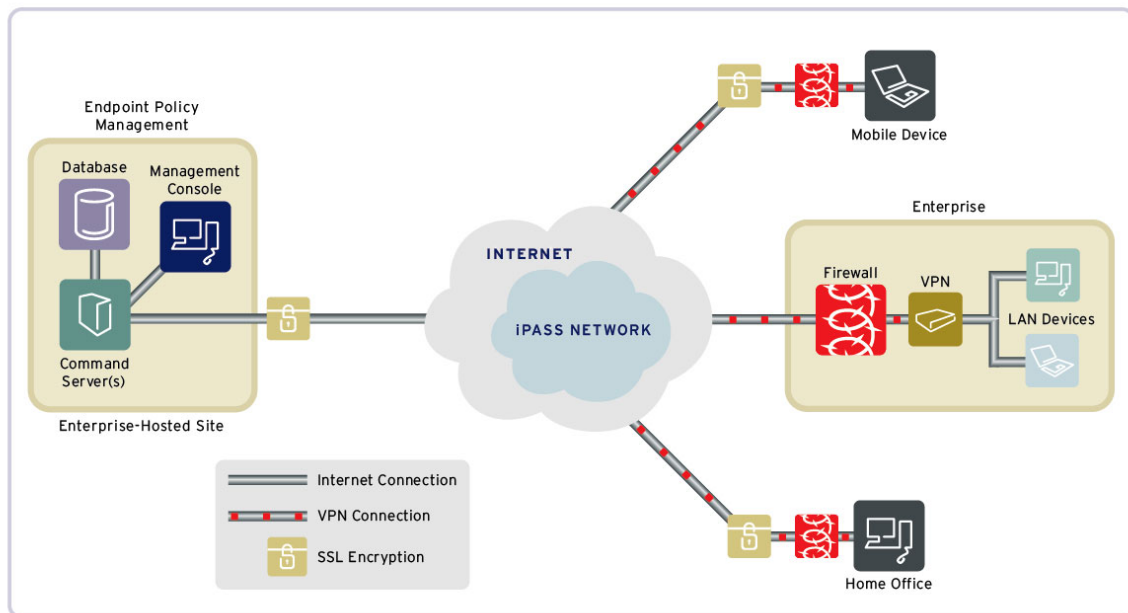 Endpoint Policy
Management
Database
Management
Console
Command
Server(s)
Enterprise-Hosted Site
INTERNET
iPASS NETWORK
Mobile Device
Enterprise
Firewall
VPN
LAN Devices
Home Office
Internet Connection
VPN Connection
SSL Encryption